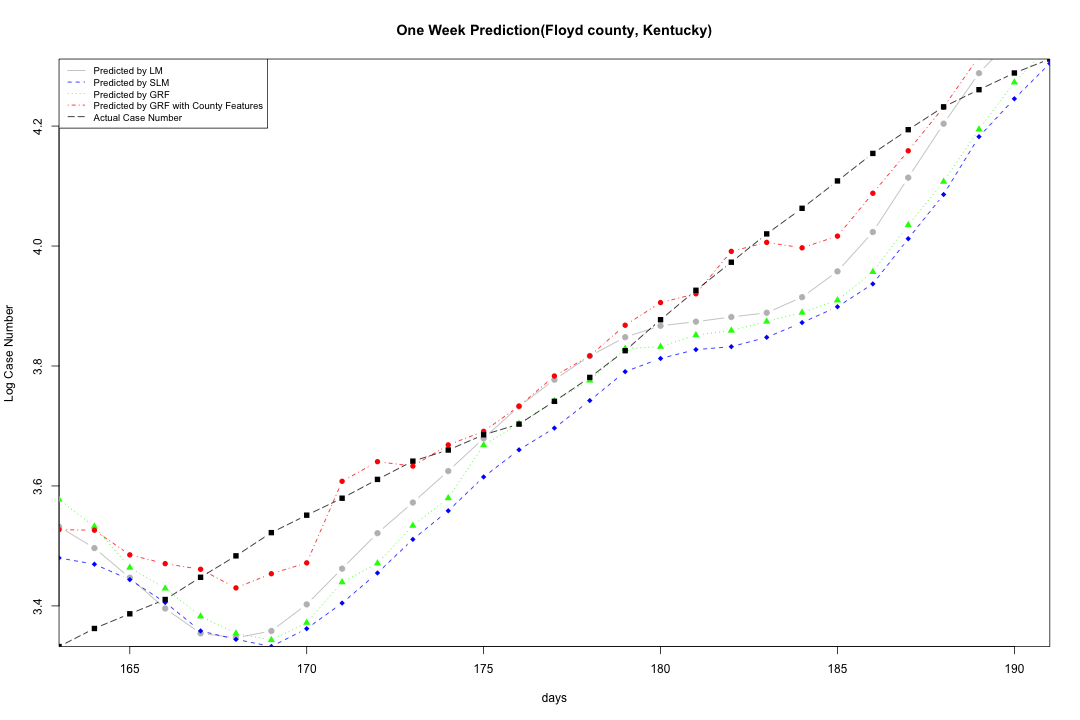 One Week Prediction(Floyd county, Kentucky)
Predicted by LM
Predicted by SLM
Predicted by GRF
Predicted by GRF with County Features
Actual Case Number
4.2
4.0
3.8
3.6
3.4
Log Case Number
165 170 175 180 185 190
days